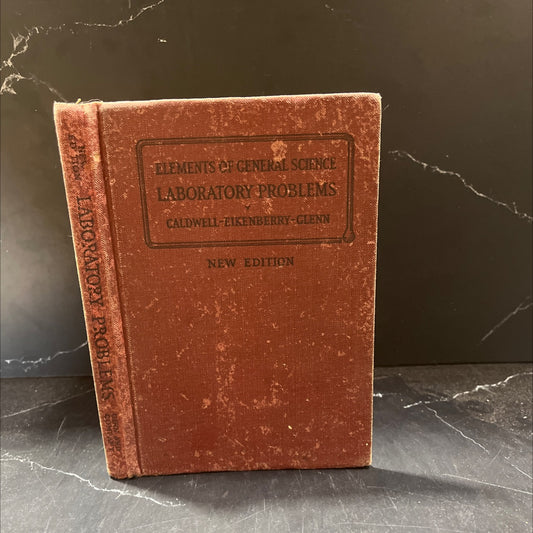 ELEMENTS OF GENERAL SCIENCE
LABORATORY PROBLEMS
CALDWELL-EIKENBERRY-GLENN
NEW EDITION
LABORATORY PROBLEMS